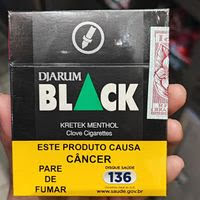 DJARUM
BLACK
KRETEK MENTHOL
Clove Cigarettes
ESTE PRODUTO CAUSA
CÂNCER
PARE
DE
FUMAR
DISQUE SAÚDE
136
www.saude.gov.br